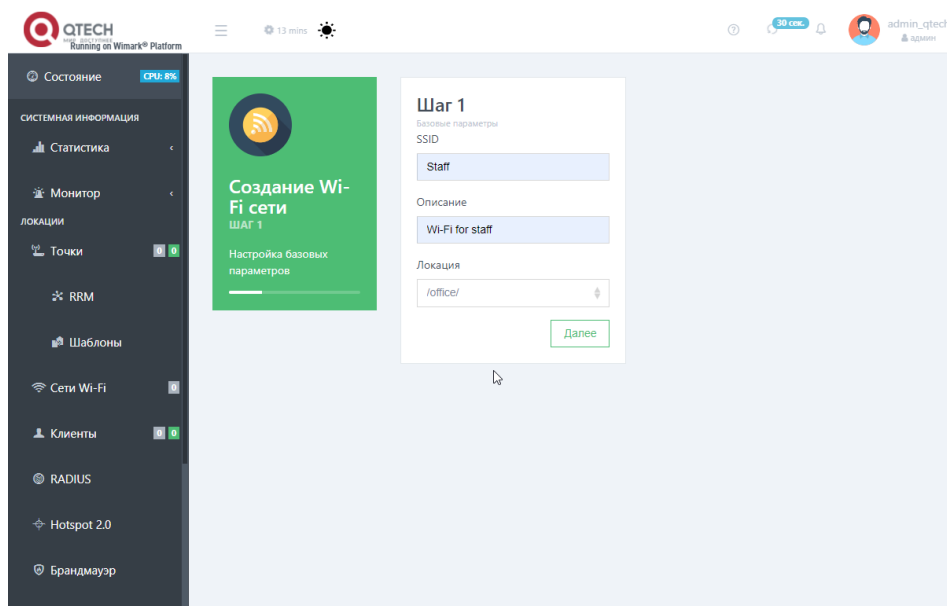 QTECH
МИР ДОСТУПНЕЕ
Running on Wimark® Platform
13 mins
30 сек.
admin_qtech
админ
Состояние
CPU: 8%
СИСТЕМНАЯ ИНФОРМАЦИЯ
Статистика
Монитор
ЛОКАЦИИ
Точки
0 0
RRM
Шаблоны
Сети Wi-Fi
0
Клиенты
0 0
RADIUS
Hotspot 2.0
Брандмауэр
Создание Wi-
Fi сети
ШАГ 1
Настройка базовых
параметров
Шаг 1
Базовые параметры
SSID
Staff
Описание
Wi-Fi for staff
Локация
/office/
Далее